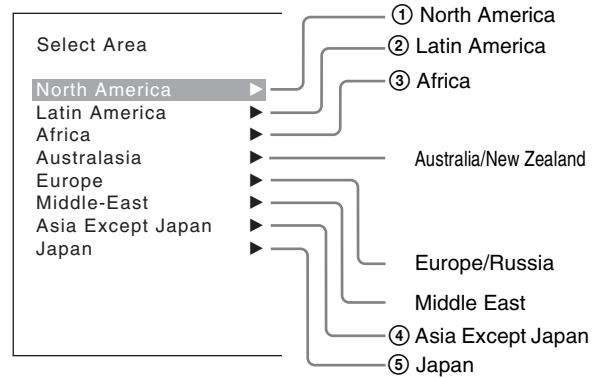 Select Area
North America ▶
Latin America ▶
Africa ▶
Australasia ▶
Europe ▶
Middle-East ▶
Asia Except Japan ▶
Japan ▶
① North America
② Latin America
③ Africa
Australia/New Zealand
Europe/Russia
Middle East
④ Asia Except Japan
⑤ Japan